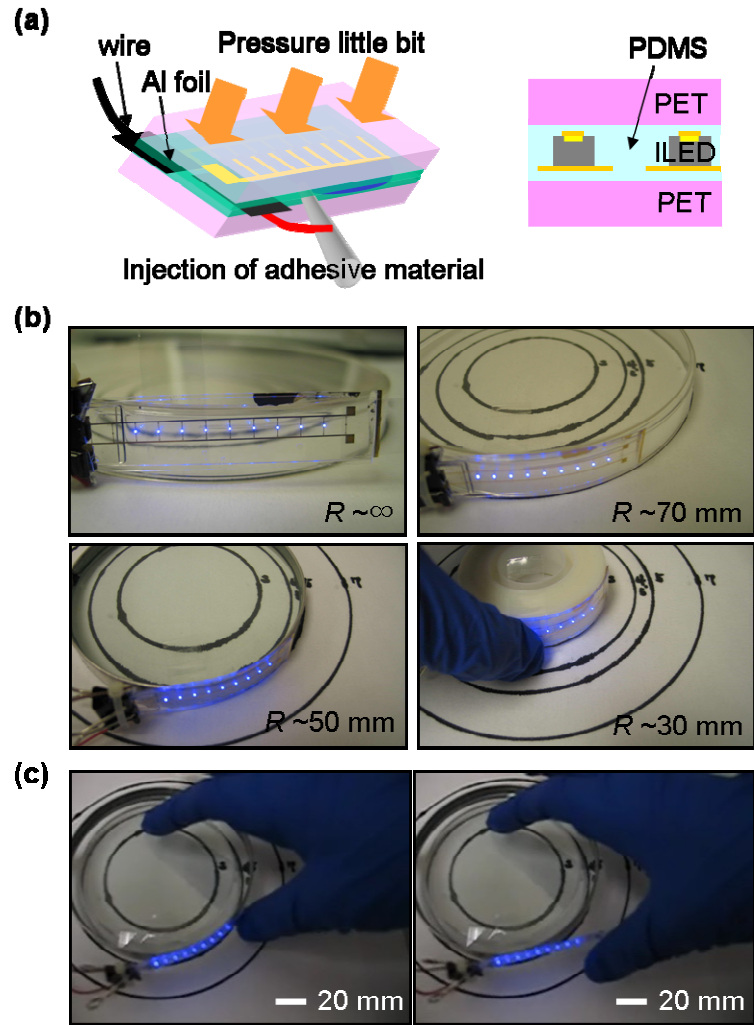 (a)
wire
Al foil
Pressure little bit
Injection of adhesive material
PDMS
PET
ILED
PET
(b)
R ~∞
R ~70 mm
R ~50 mm
R ~30 mm
(c)
20 mm
20 mm